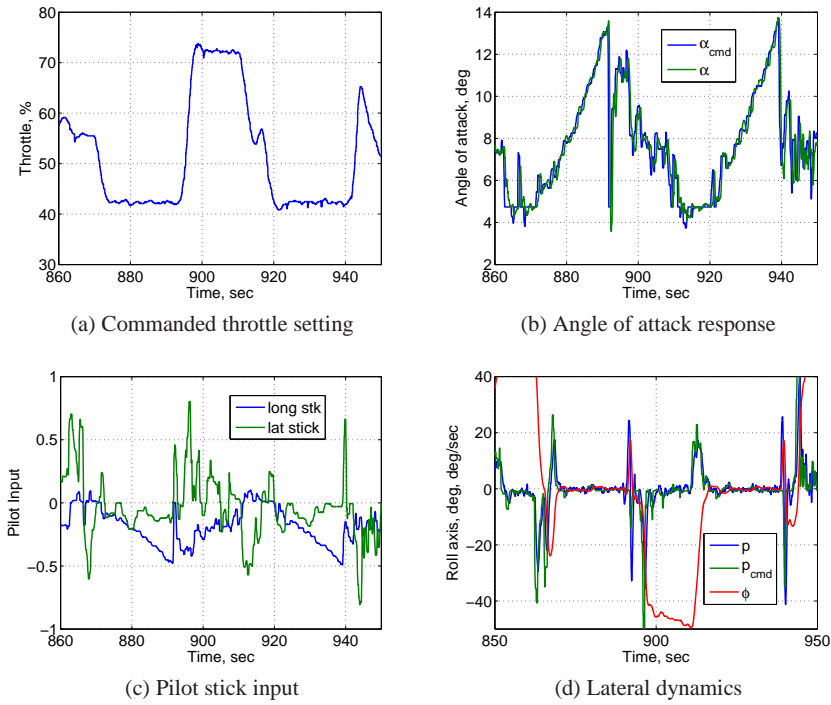 80
70
60
50
40
30
Throttle, %
860 880 900 920 940
Time, sec
(a) Commanded throttle setting
14
12
10
8
6
4
2
Angle of attack, deg
α_cmd
α
860 880 900 920 940
Time, sec
(b) Angle of attack response
1
0.5
0
−0.5
−1
Pilot Input
long stk
lat stick
860 880 900 920 940
Time, sec
(c) Pilot stick input
40
20
0
−20
−40
Roll axis, deg, deg/sec
p
p_cmd
ϕ
850 900 950
Time, sec
(d) Lateral dynamics